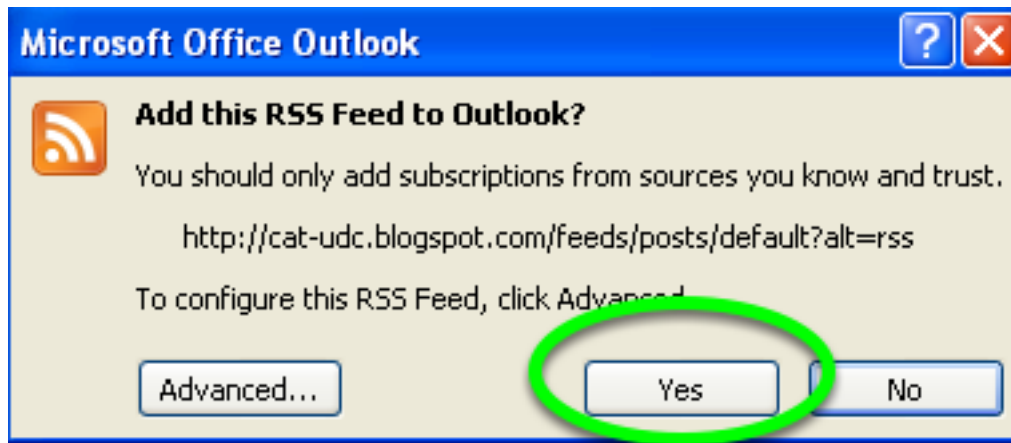 Microsoft Office Outlook
Add this RSS Feed to Outlook?
You should only add subscriptions from sources you know and trust.
http://cat-udc.blogspot.com/feeds/posts/default?alt=rss
To configure this RSS Feed, click Advanced.
Advanced... Yes No